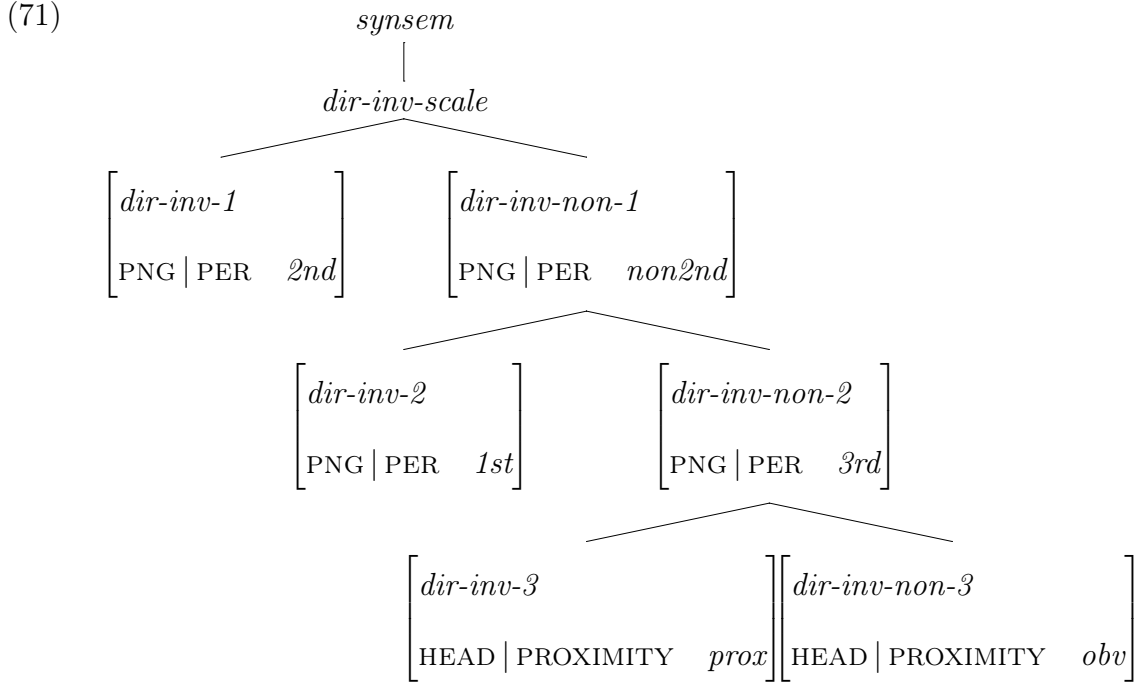 (71)
synsem
dir-inv-scale
dir-inv-1 dir-inv-non-1
PNG | PER 2nd PNG | PER non2nd
dir-inv-2 dir-inv-non-2
PNG | PER 1st PNG | PER 3rd
dir-inv-3 dir-inv-non-3
HEAD | PROXIMITY prox HEAD | PROXIMITY obv